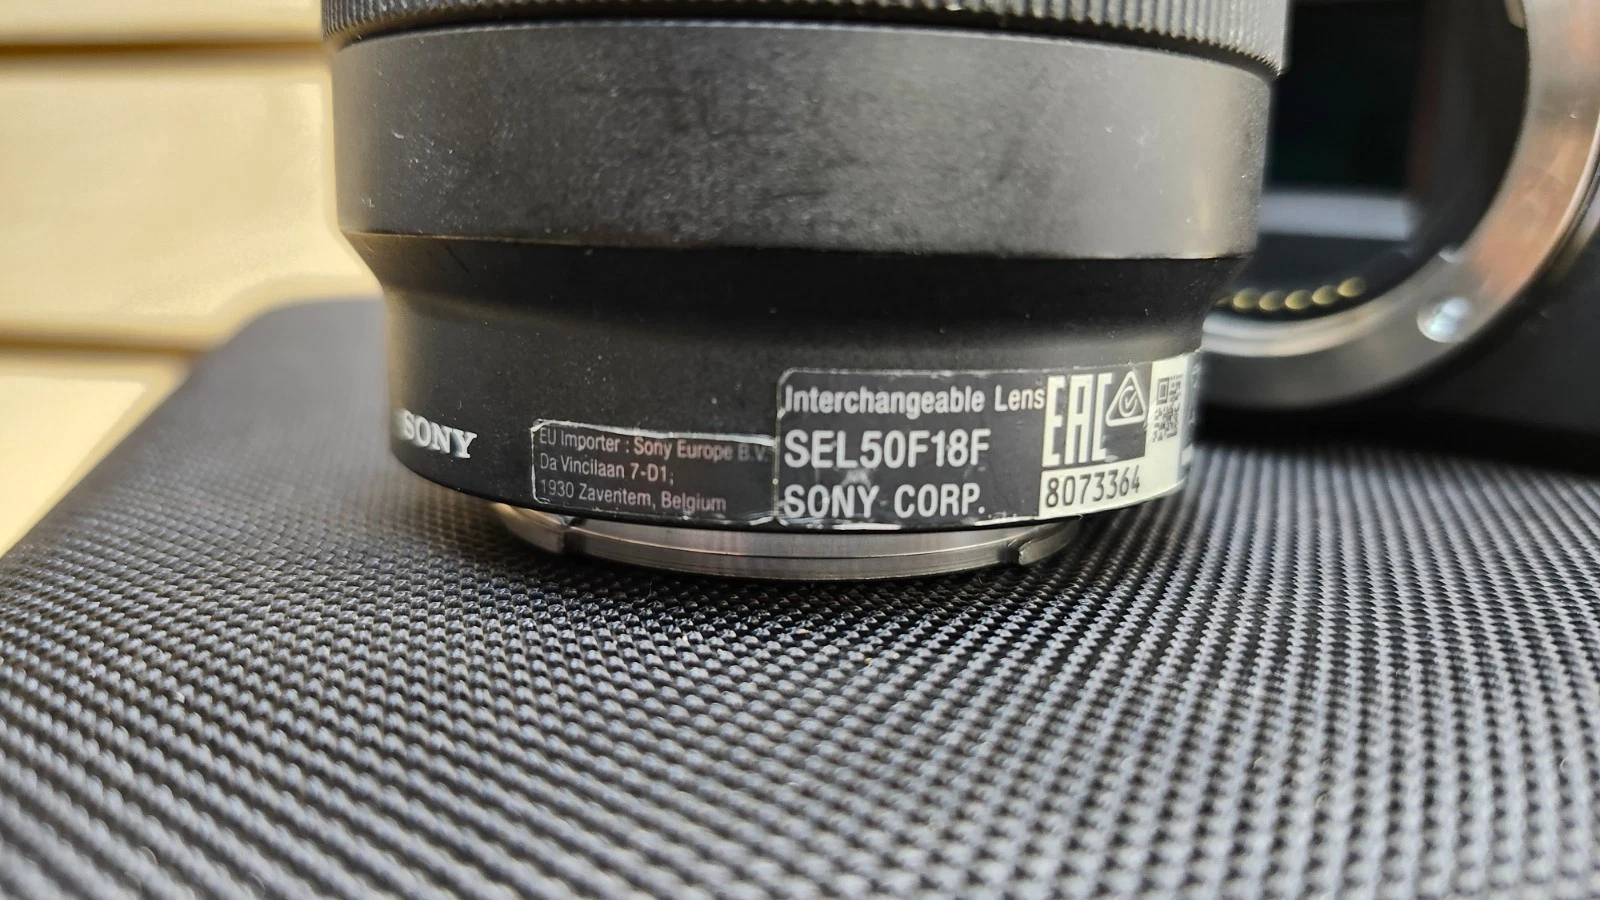 SONY
EU Importer : Sony Europe B.V.
Da Vincilaan 7-D1;
1930 Zaventem, Belgium
Interchangeable Lens
SEL50F18F
SONY CORP.
EAC
8073364